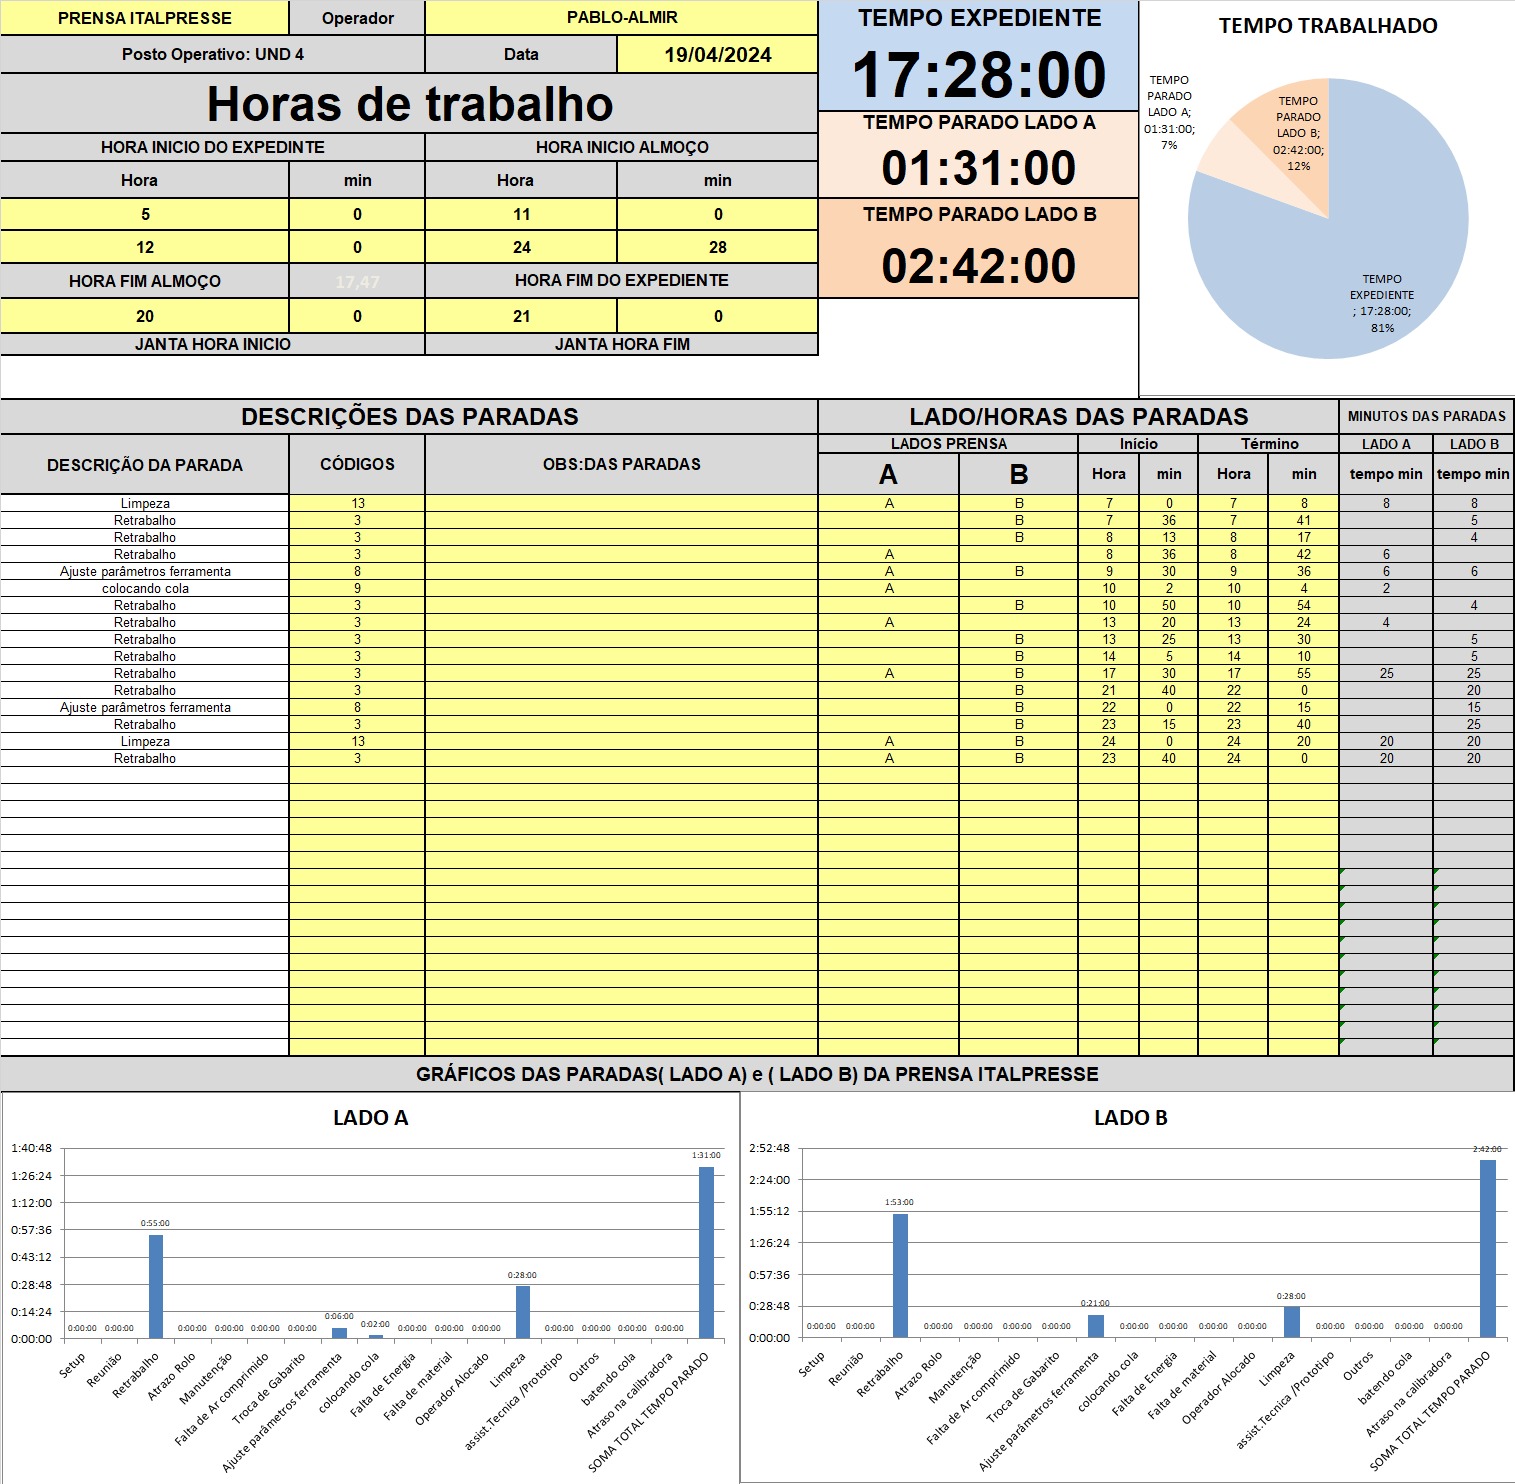 PRENSA ITALPRESSE Operador PABLO-ALMIR
Posto Operativo: UND 4 Data 19/04/2024
Horas de trabalho
HORA INICIO DO EXPEDINTE HORA INICIO ALMOÇO
Hora min Hora min
5 0 11 0
12 0 24 28
HORA FIM ALMOÇO 17,47 HORA FIM DO EXPEDIENTE
20 0 21 0
JANTA HORA INICIO JANTA HORA FIM
TEMPO EXPEDIENTE
17:28:00
TEMPO PARADO LADO A
01:31:00
TEMPO PARADO LADO B
02:42:00
TEMPO TRABALHADO
TEMPO
PARADO
LADO A;
01:31:00;
7%
TEMPO
PARADO
LADO B;
02:42:00;
12%
TEMPO
EXPEDIENTE
; 17:28:00;
81%
DESCRIÇÕES DAS PARADAS LADO/HORAS DAS PARADAS MINUTOS DAS PARADAS
DESCRIÇÃO DA PARADA CÓDIGOS OBS:DAS PARADAS LADOS PRENSA Início Término LADO A LADO B
A B Hora min Hora min tempo min tempo min
Limpeza 13 A B 7 0 7 8 8 8
Retrabalho 3 B 7 36 7 41 5
Retrabalho 3 B 8 13 8 17 4
Retrabalho 3 A 8 36 8 42 6
Ajuste parâmetros ferramenta 8 A B 9 30 9 36 6 6
colocando cola 9 A 10 2 10 4 2
Retrabalho 3 B 10 50 10 54 4
Retrabalho 3 A 13 20 13 24 4
Retrabalho 3 B 13 25 13 30 5
Retrabalho 3 B 14 5 14 10 5
Retrabalho 3 A B 17 30 17 55 25 25
Retrabalho 3 B 21 40 22 0 20
Ajuste parâmetros ferramenta 8 B 22 0 22 15 15
Retrabalho 3 B 23 15 23 40 25
Limpeza 13 A B 24 0 24 20 20 20
Retrabalho 3 A B 23 40 24 0 20 20
GRÁFICOS DAS PARADAS( LADO A) e ( LADO B) DA PRENSA ITALPRESSE
LADO A
1:40:48
1:26:24
1:12:00
0:57:36
0:43:12
0:28:48
0:14:24
0:00:00
0:00:00 0:00:00 0:55:00 0:00:00 0:00:00 0:00:00 0:00:00 0:06:00 0:02:00 0:00:00 0:00:00 0:00:00 0:28:00 0:00:00 0:00:00 0:00:00 0:00:00 1:31:00
Setup
Reunião
Retrabalho
Atrazo Rolo
Manutenção
Falta de Ar comprimido
Troca de Gabarito
Ajuste parâmetros ferramenta
colocando cola
Falta de Energia
Falta de material
Operador Alocado
Limpeza
assist.Tecnica /Prototipo
Outros
batendo cola
Atraso na calibradora
SOMA TOTAL TEMPO PARADO
LADO B
2:52:48
2:24:00
1:55:12
1:26:24
0:57:36
0:28:48
0:00:00
0:00:00 0:00:00 1:53:00 0:00:00 0:00:00 0:00:00 0:00:00 0:21:00 0:00:00 0:00:00 0:00:00 0:00:00 0:28:00 0:00:00 0:00:00 0:00:00 0:00:00 2:42:00
Setup
Reunião
Retrabalho
Atrazo Rolo
Manutenção
Falta de Ar comprimido
Troca de Gabarito
Ajuste parâmetros ferramenta
colocando cola
Falta de Energia
Falta de material
Operador Alocado
Limpeza
assist.Tecnica /Prototipo
Outros
batendo cola
Atraso na calibradora
SOMA TOTAL TEMPO PARADO